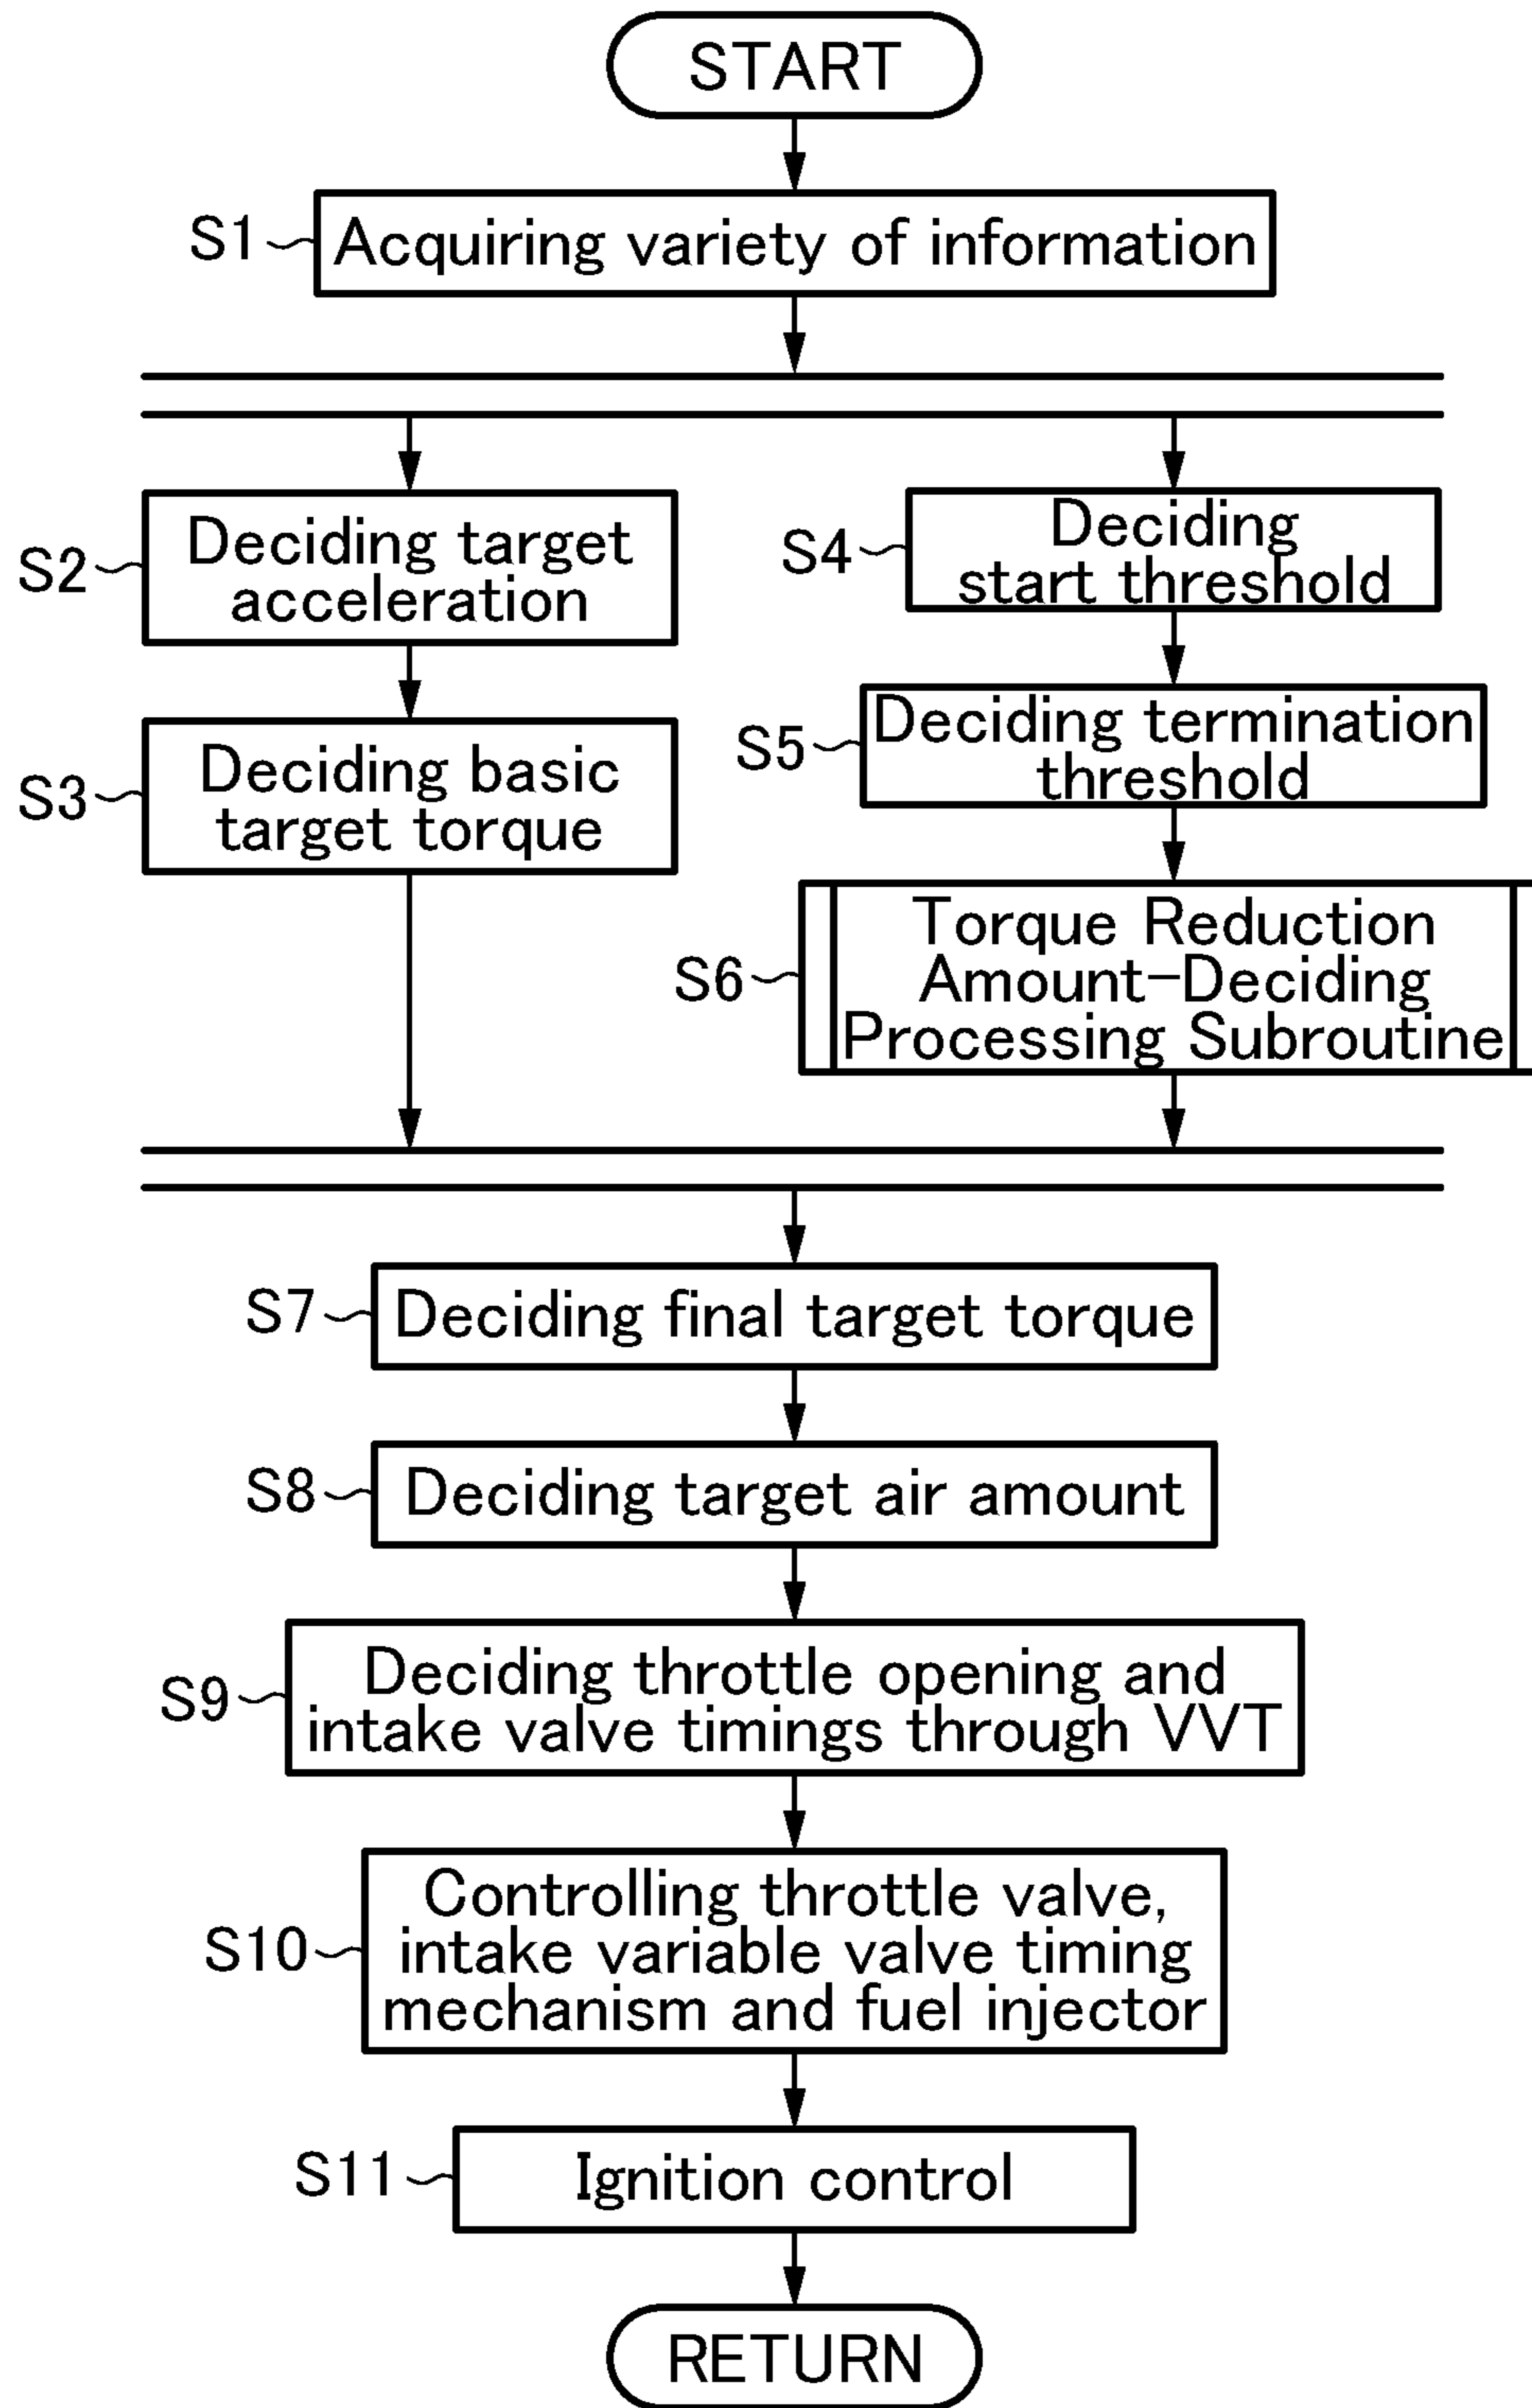 START
S1
Acquiring variety of information
S2
Deciding target
acceleration
S3
Deciding basic
target torque
S4
Deciding
start threshold
S5
Deciding termination
threshold
S6
Torque Reduction
Amount-Deciding
Processing Subroutine
S7
Deciding final target torque
S8
Deciding target air amount
S9
Deciding throttle opening and
intake valve timings through VVT
S10
Controlling throttle valve,
intake variable valve timing
mechanism and fuel injector
S11
Ignition control
RETURN